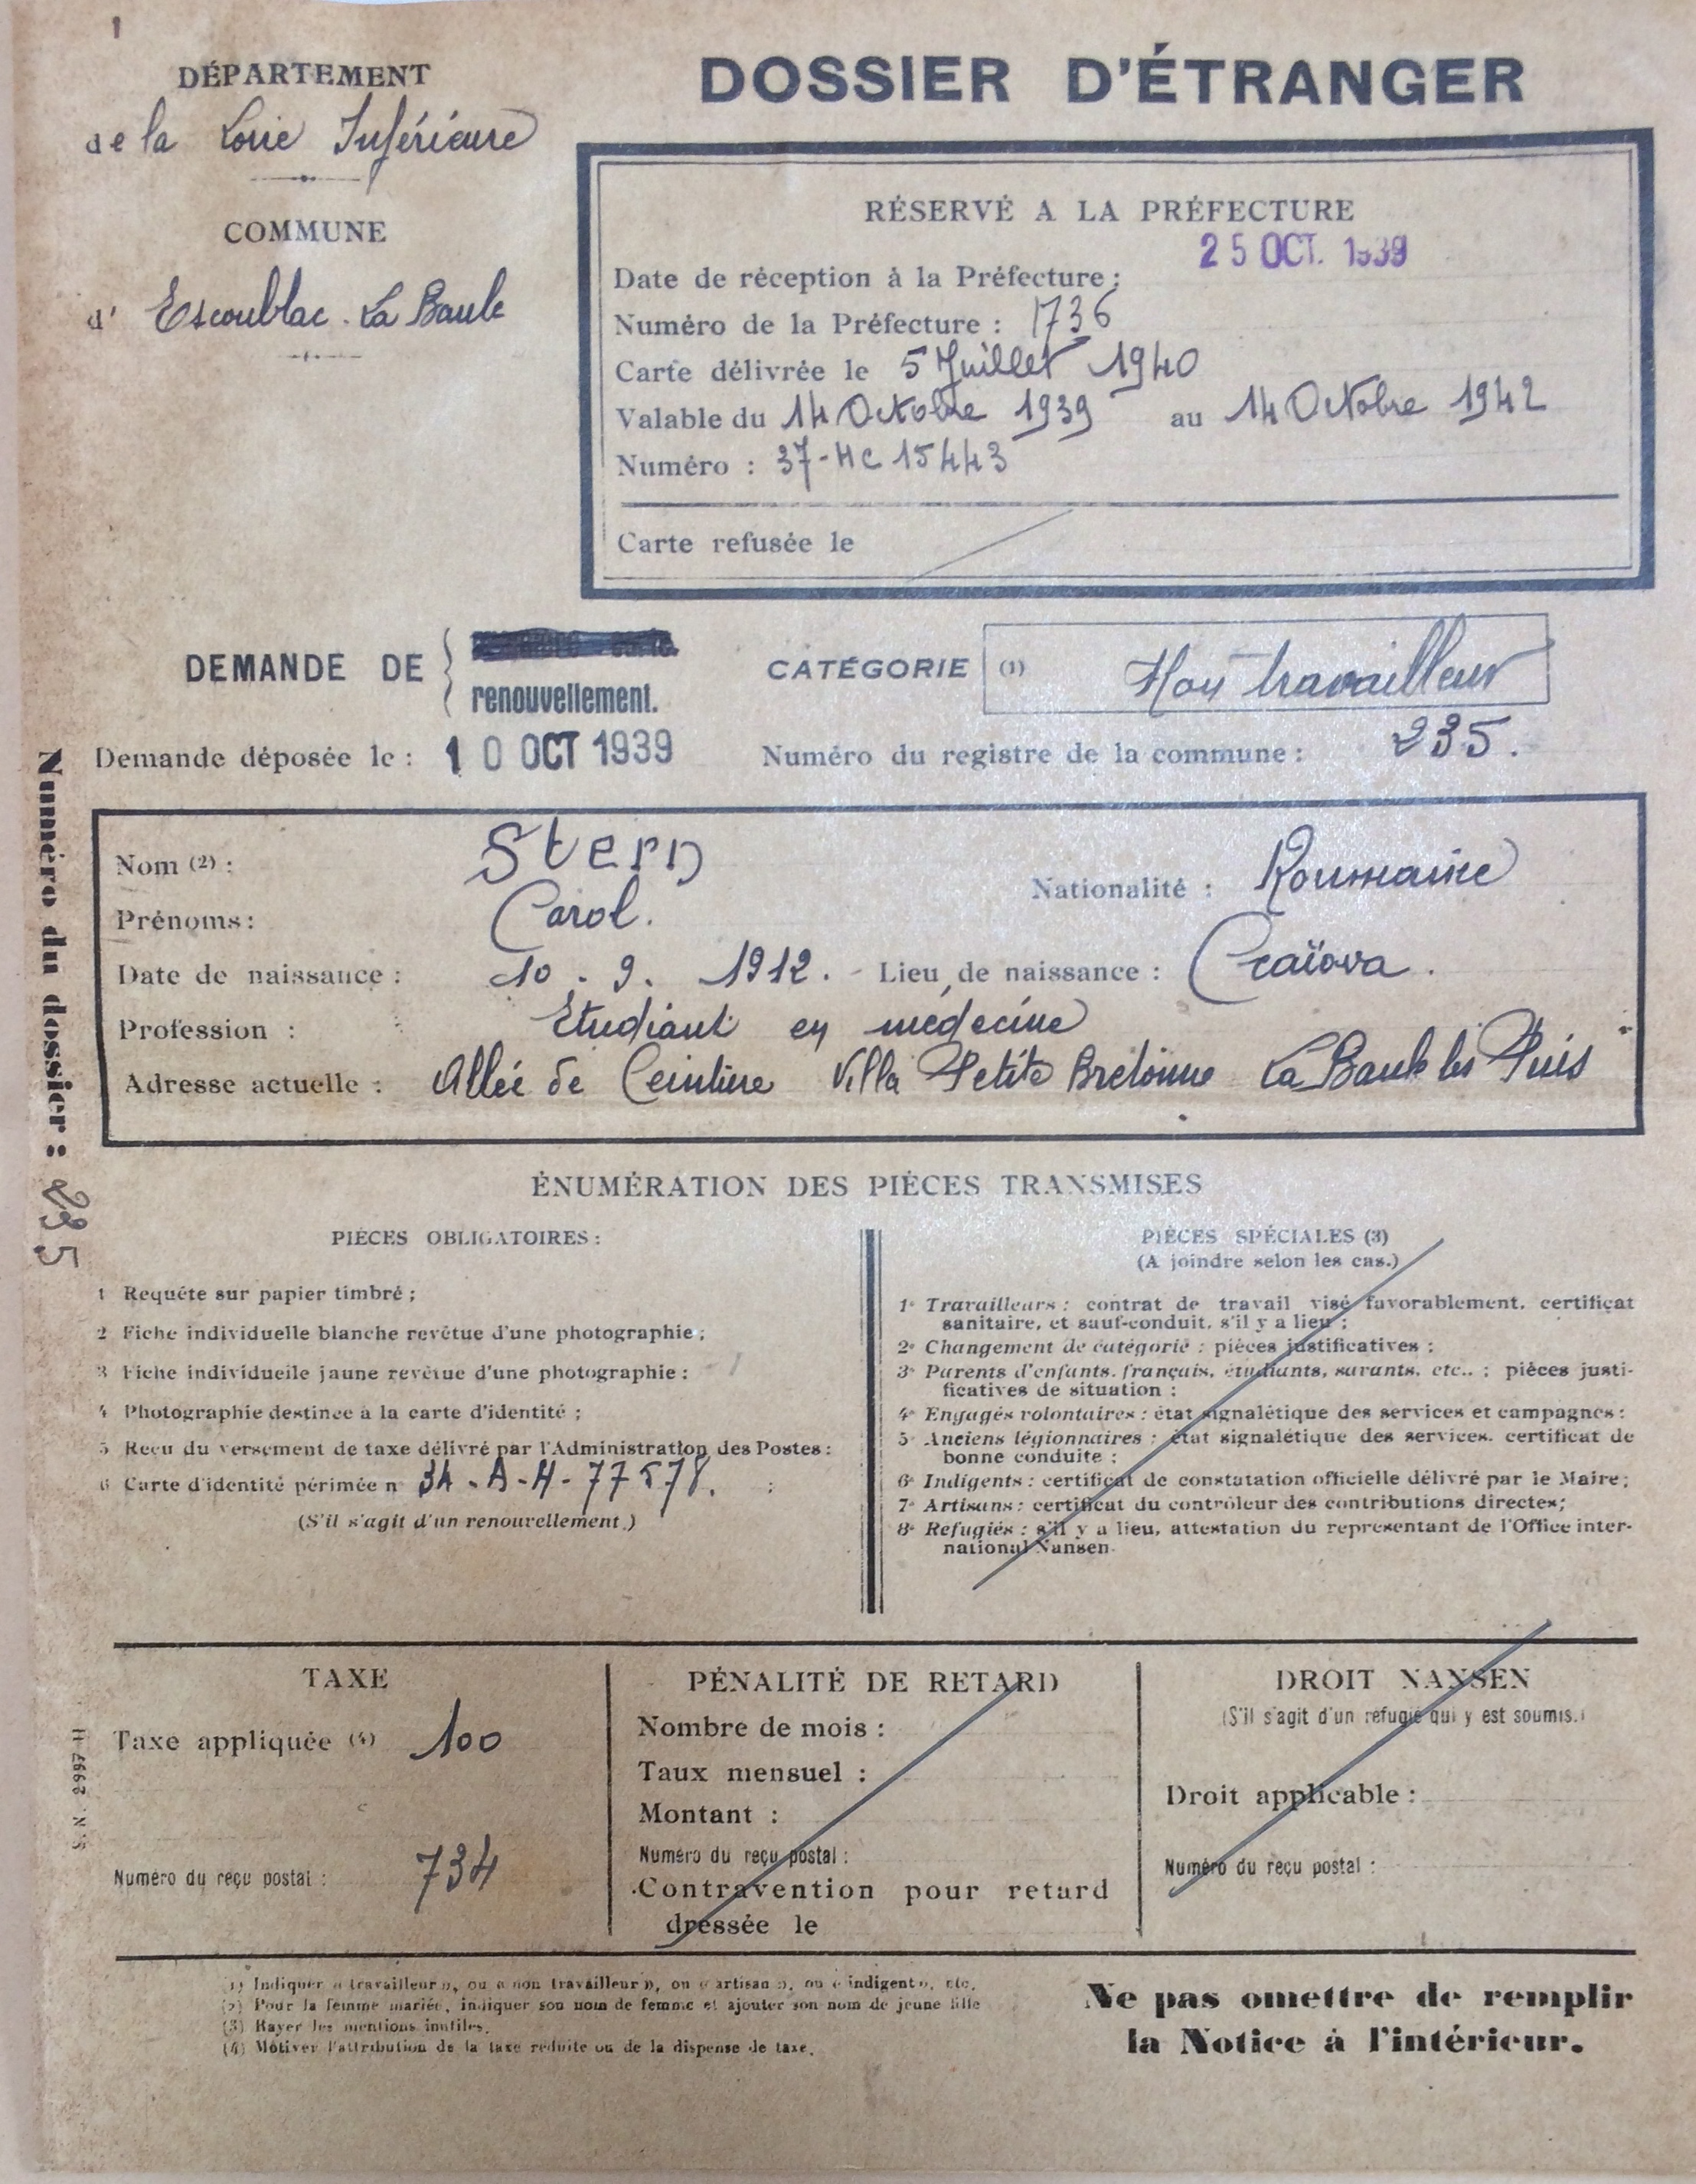 1
DÉPARTEMENT
de la Loire Inférieure
COMMUNE
d' Escoublac. La Baule
DOSSIER D'ÉTRANGER
RÉSERVÉ A LA PRÉFECTURE
25 OCT. 1939
Date de réception à la Préfecture :
Numéro de la Préfecture : 1736
Carte délivrée le 5 Juillet 1940
Valable du 14 Octobre 1939 au 14 Octobre 1942
Numéro : 37-HC 15443
Carte refusée le
DEMANDE DE
renouvellement.
CATÉGORIE (1) Non travailleur
Demande déposée le : 10 OCT 1939
Numéro du registre de la commune : 235.
Numéro du dossier : 235
Nom (2) : Stern
Nationalité : Roumaine
Prénoms : Carol.
Date de naissance : 10. 9. 1912. - Lieu de naissance : Craïova.
Profession : Etudiant en médecine
Adresse actuelle : Allée de Ceinture Villa Petite Bretonne La Baule les Pins
ÉNUMÉRATION DES PIÈCES TRANSMISES
PIÈCES OBLIGATOIRES :
1 Requête sur papier timbré ;
2 Fiche individuelle blanche revêtue d'une photographie ;
3 Fiche individuelle jaune revêtue d'une photographie :
4 Photographie destinée à la carte d'identité ;
5 Reçu du versement de taxe délivré par l'Administration des Postes :
6 Carte d'identité périmée n° 34-A-H-77578. ;
(S'il s'agit d'un renouvellement.)
PIÈCES SPÉCIALES (3)
(A joindre selon les cas.)
1° Travailleurs : contrat de travail visé favorablement, certificat
sanitaire, et sauf-conduit, s'il y a lieu ;
2° Changement de catégorie : pièces justificatives ;
3° Parents d'enfants français, étudiants, savants, etc.. ; pièces justi-
ficatives de situation ;
4° Engagés volontaires : état signalétique des services et campagnes :
5° Anciens légionnaires ; état signalétique des services, certificat de
bonne conduite ;
6° Indigents : certificat de constatation officielle délivré par le Maire ;
7° Artisans : certificat du contrôleur des contributions directes ;
8° Refugiés : s'il y a lieu, attestation du représentant de l'Office inter-
national Nansen.
TAXE
Taxe appliquée (4) 100
Numéro du reçu postal : 734
PÉNALITÉ DE RETARD
Nombre de mois :
Taux mensuel :
Montant :
Numéro du reçu postal :
Contravention pour retard
dressée le
DROIT NANSEN
(S'il s'agit d'un refugié qui y est soumis.)
Droit applicable :
Numéro du reçu postal :
(1) Indiquer « travailleur », ou « non travailleur », ou « artisan », ou « indigent », etc.
(2) Pour la femme mariée, indiquer son nom de femme et ajouter son nom de jeune fille
(3) Rayer les mentions inutiles.
(4) Motiver l'attribution de la taxe réduite ou de la dispense de taxe.
Ne pas omettre de remplir
la Notice à l'intérieur.